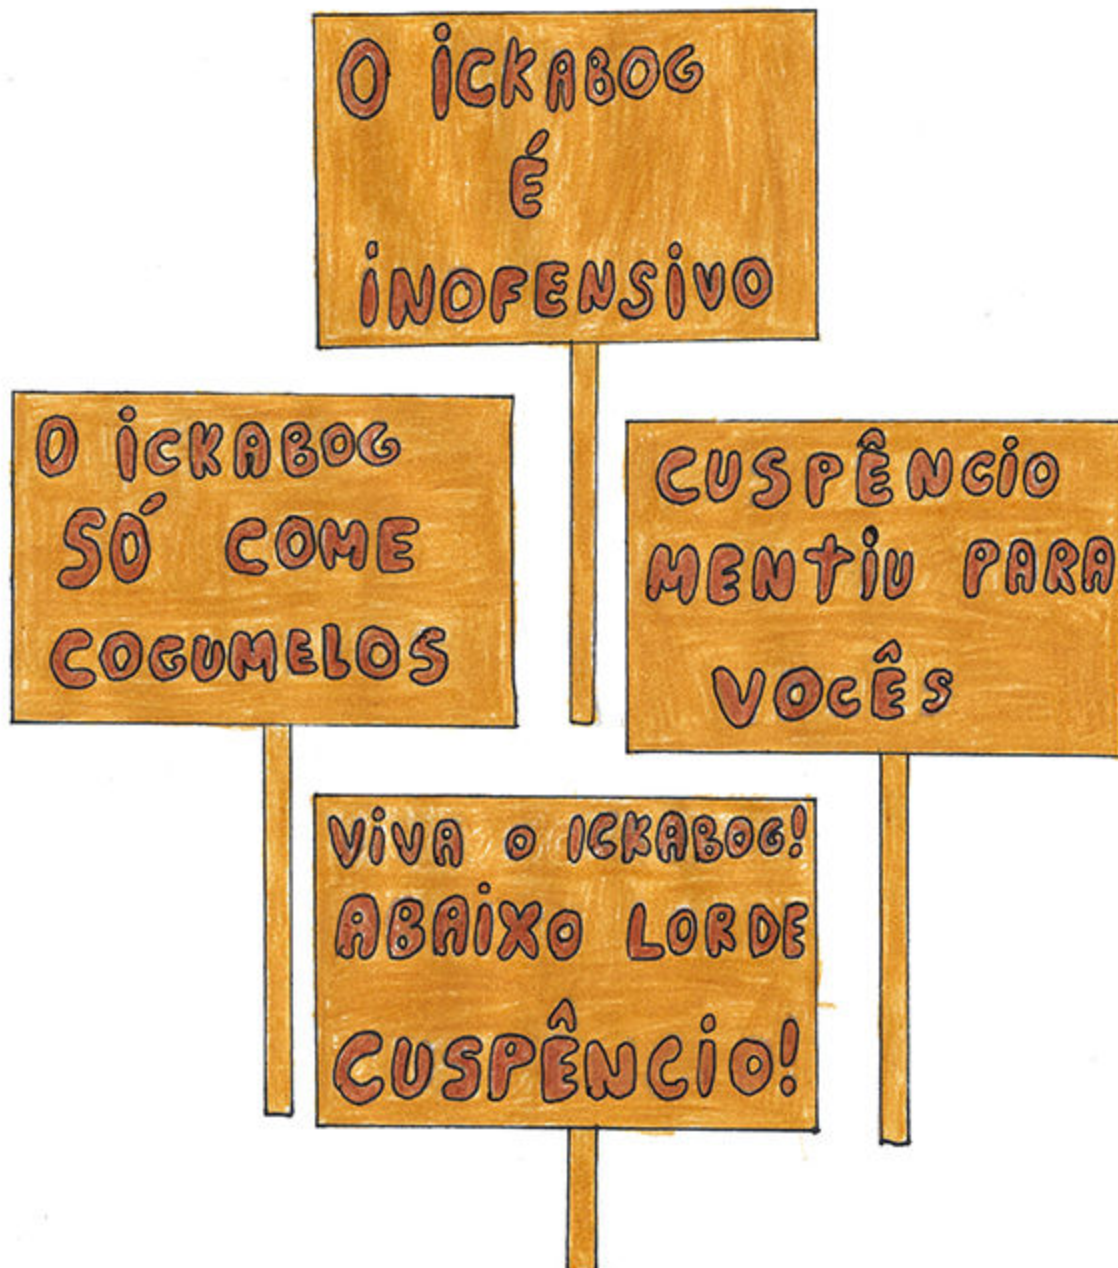 O ICKABOG
É
INOFENSIVO
O ICKABOG
SÓ COME
COGUMELOS
CUSPÊNCIO
MENTIU PARA
VOCÊS
VIVA O ICKABOG!
ABAIXO LORDE
CUSPÊNCIO!